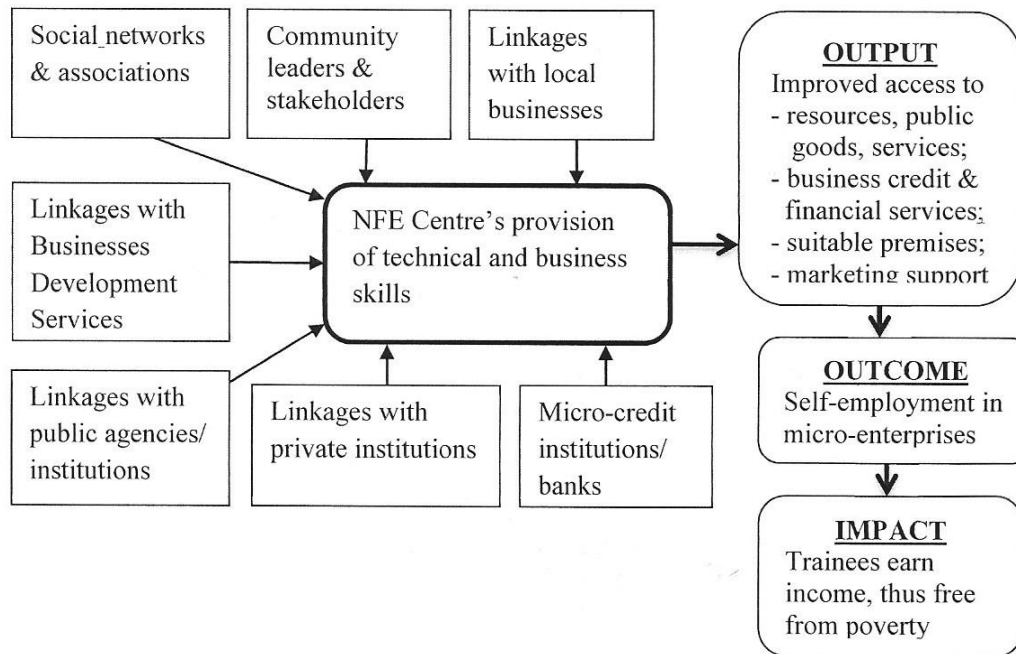 Social networks
& associations
Community
leaders &
stakeholders
Linkages
with local
businesses
Linkages with
Businesses
Development
Services
NFE Centre's provision
of technical and business
skills
Linkages with
public agencies/
institutions
Linkages with
private institutions
Micro-credit
institutions/
banks
OUTPUT
Improved access to
- resources, public
goods, services;
- business credit &
financial services;
- suitable premises;
- marketing support
OUTCOME
Self-employment in
micro-enterprises
IMPACT
Trainees earn
income, thus free
from poverty